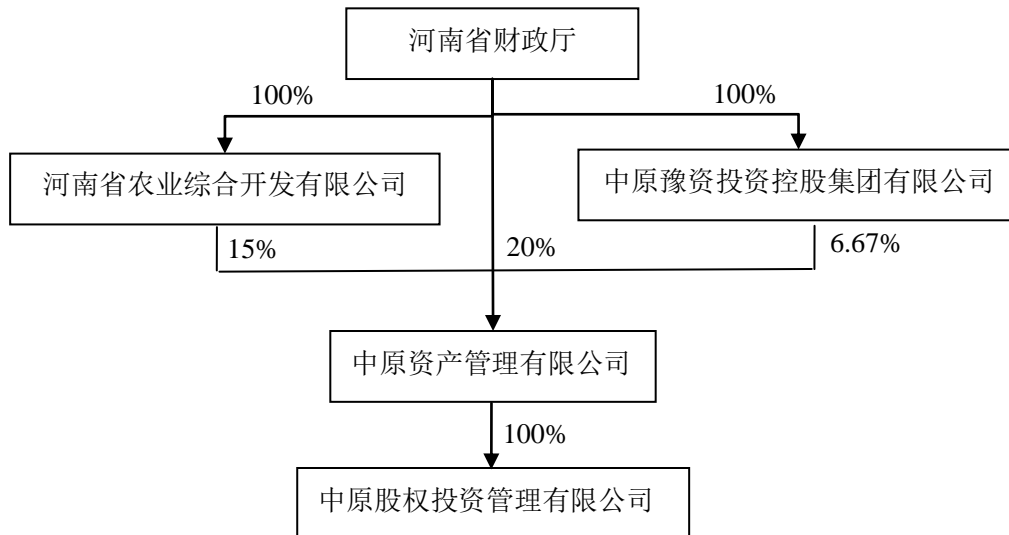 河南省财政厅
100%
100%
河南省农业综合开发有限公司
中原豫资投资控股集团有限公司
15%
20%
6.67%
中原资产管理有限公司
100%
中原股权投资管理有限公司